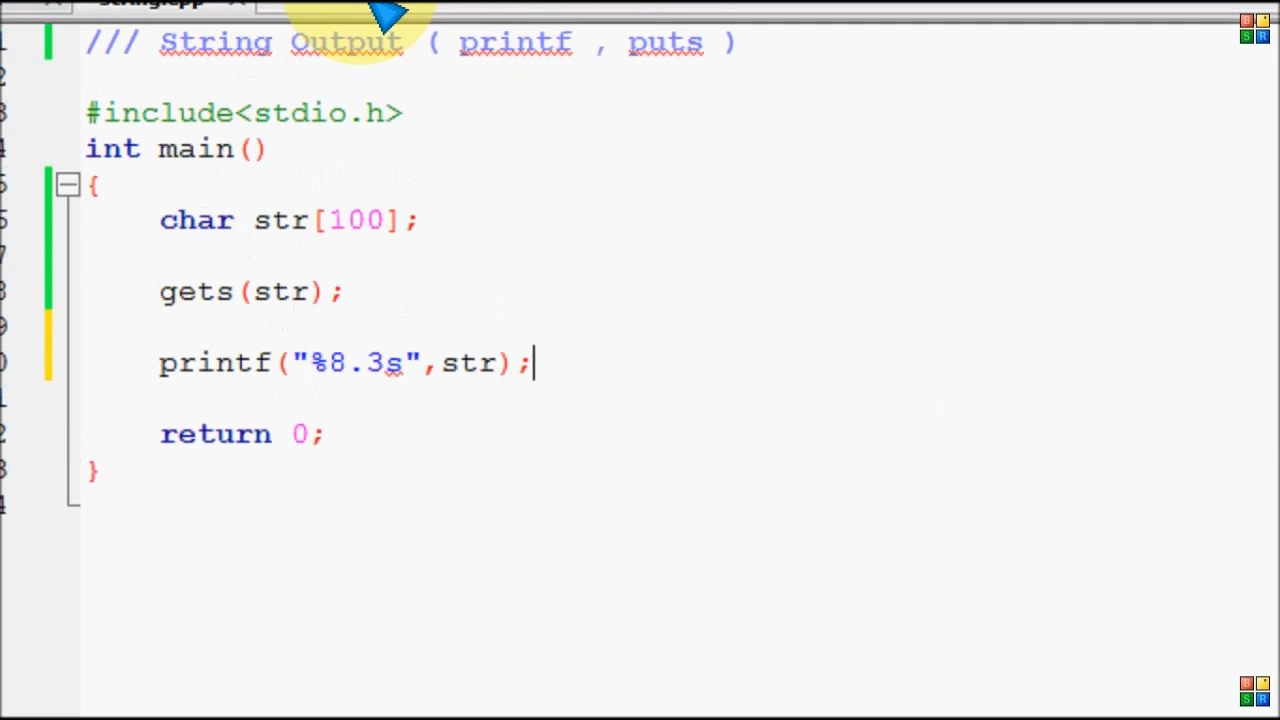 /// String Output ( printf , puts )
#include<stdio.h>
int main()
{
char str[100];
gets(str);
printf("%8.3s",str);
return 0;
}